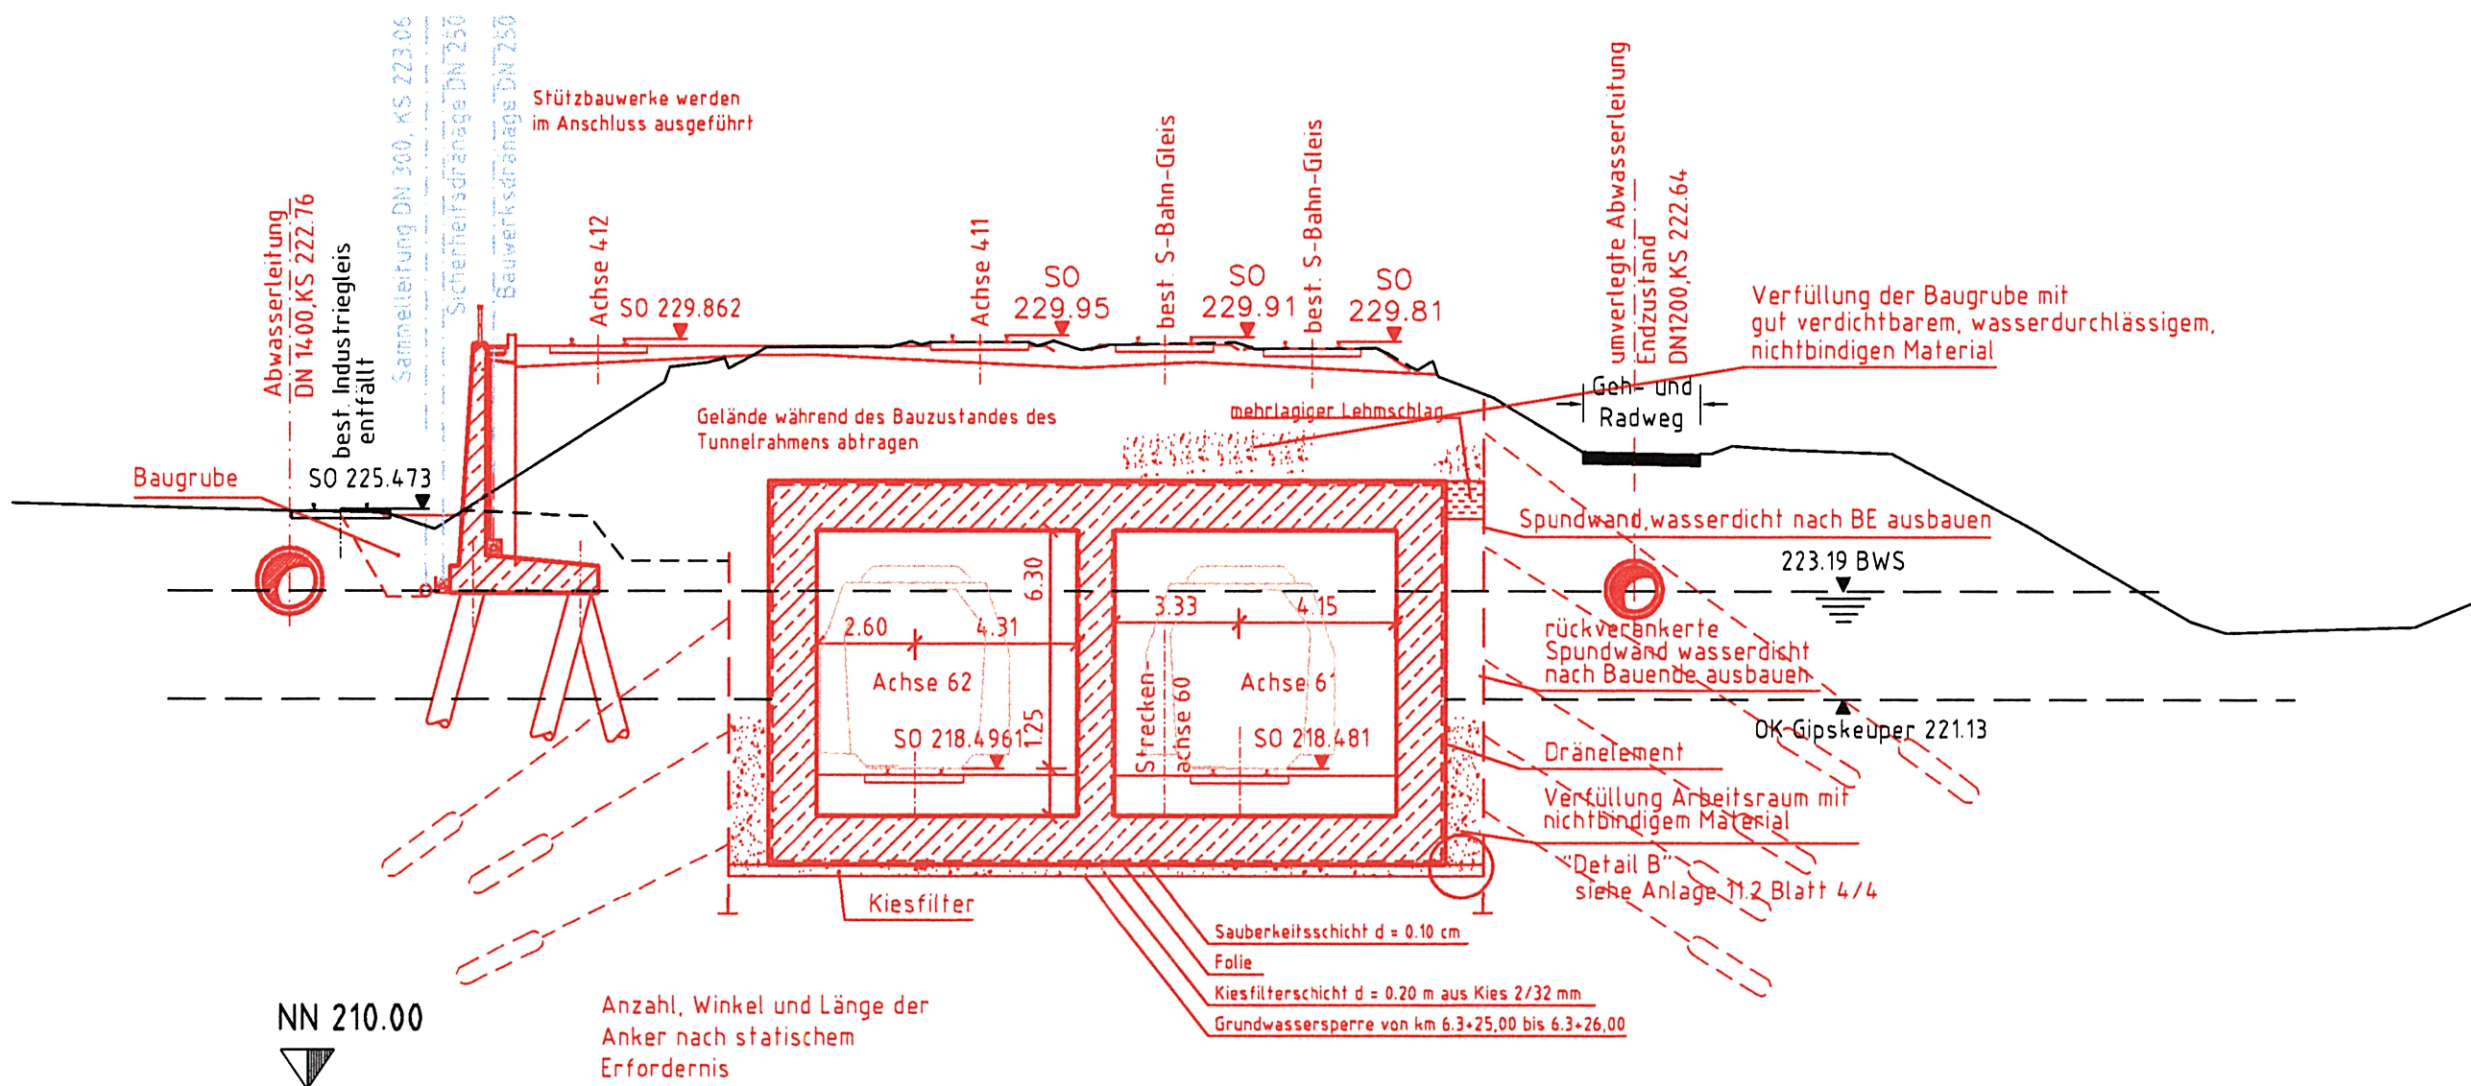 Sammelleitung DN 300, KS 223.06
Sicherheitsdränage DN 250
Bauwerksdränage DN 250
Stützbauwerke werden
im Anschluss ausgeführt
Abwasserleitung
DN 1400,KS 222.76
best. Industriegleis
entfällt
Achse 412
SO 229.862
Achse 411
SO
229.95
best. S-Bahn-Gleis
SO
229.91
best. S-Bahn-Gleis
SO
229.81
umverlegte Abwasserleitung
Endzustand
DN1200,KS 222.64
Verfüllung der Baugrube mit
gut verdichtbarem, wasserdurchlässigem,
nichtbindigen Material
Geh- und
Radweg
Gelände während des Bauzustandes des
Tunnelrahmens abtragen
mehrlagiger Lehmschlag
Baugrube
SO 225.473
Spundwand,wasserdicht nach BE ausbauen
223.19 BWS
6.30
2.60
4.31
3.33
4.15
rückverankerte
Spundwand wasserdicht
nach Bauende ausbauen
Achse 62
Achse 61
Strecken-
achse 60
1.25
SO 218.4961
SO 218.481
OK Gipskeuper 221.13
Dränelement
Verfüllung Arbeitsraum mit
nichtbindigem Material
"Detail B"
siehe Anlage 11.2 Blatt 4/4
Kiesfilter
Sauberkeitsschicht d = 0.10 cm
Folie
Kiesfilterschicht d = 0.20 m aus Kies 2/32 mm
Grundwassersperre von km 6.3+25,00 bis 6.3+26,00
NN 210.00
Anzahl, Winkel und Länge der
Anker nach statischem
Erfordernis